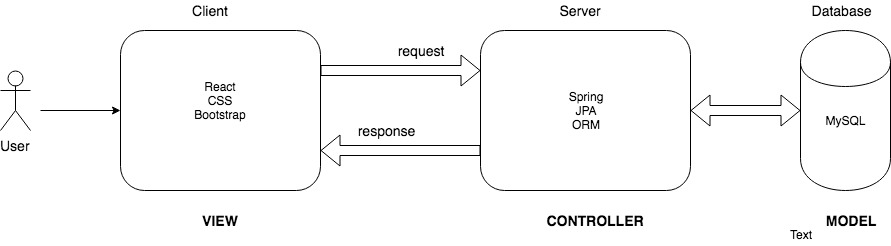 Client
Server
Database
request
React
CSS
Bootstrap
Spring
JPA
ORM
MySQL
response
User
VIEW
CONTROLLER
MODEL
Text